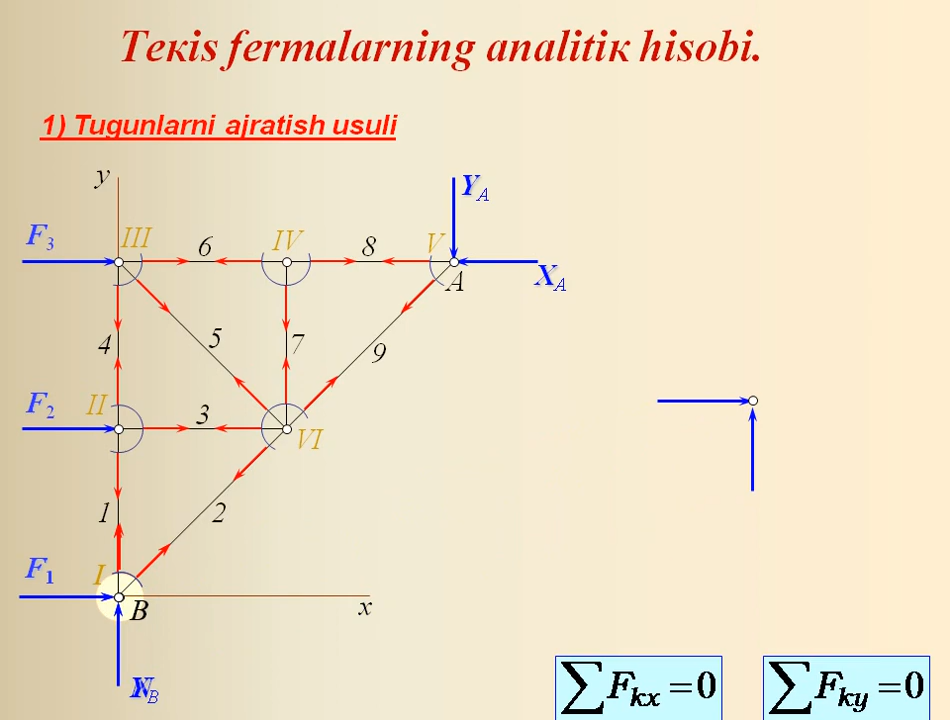 Teкis fermalarning analitiк hisobi.
1) Tugunlarni ajratish usuli
y
Y_A
F_3
III
6
IV
8
V
A
X_A
4
5
7
9
F_2
II
3
VI
1
2
F_1
I
B
x
∑F_kx = 0
∑F_ky = 0